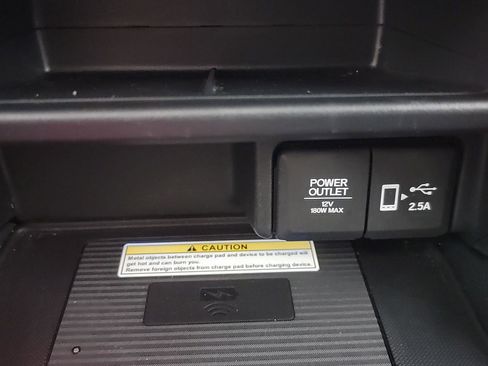 POWER
OUTLET
12V
180W MAX
2.5A
CAUTION
Metal objects between charge pad and device to be charged will
get hot and can burn you.
Remove foreign objects from charge pad before charging device.